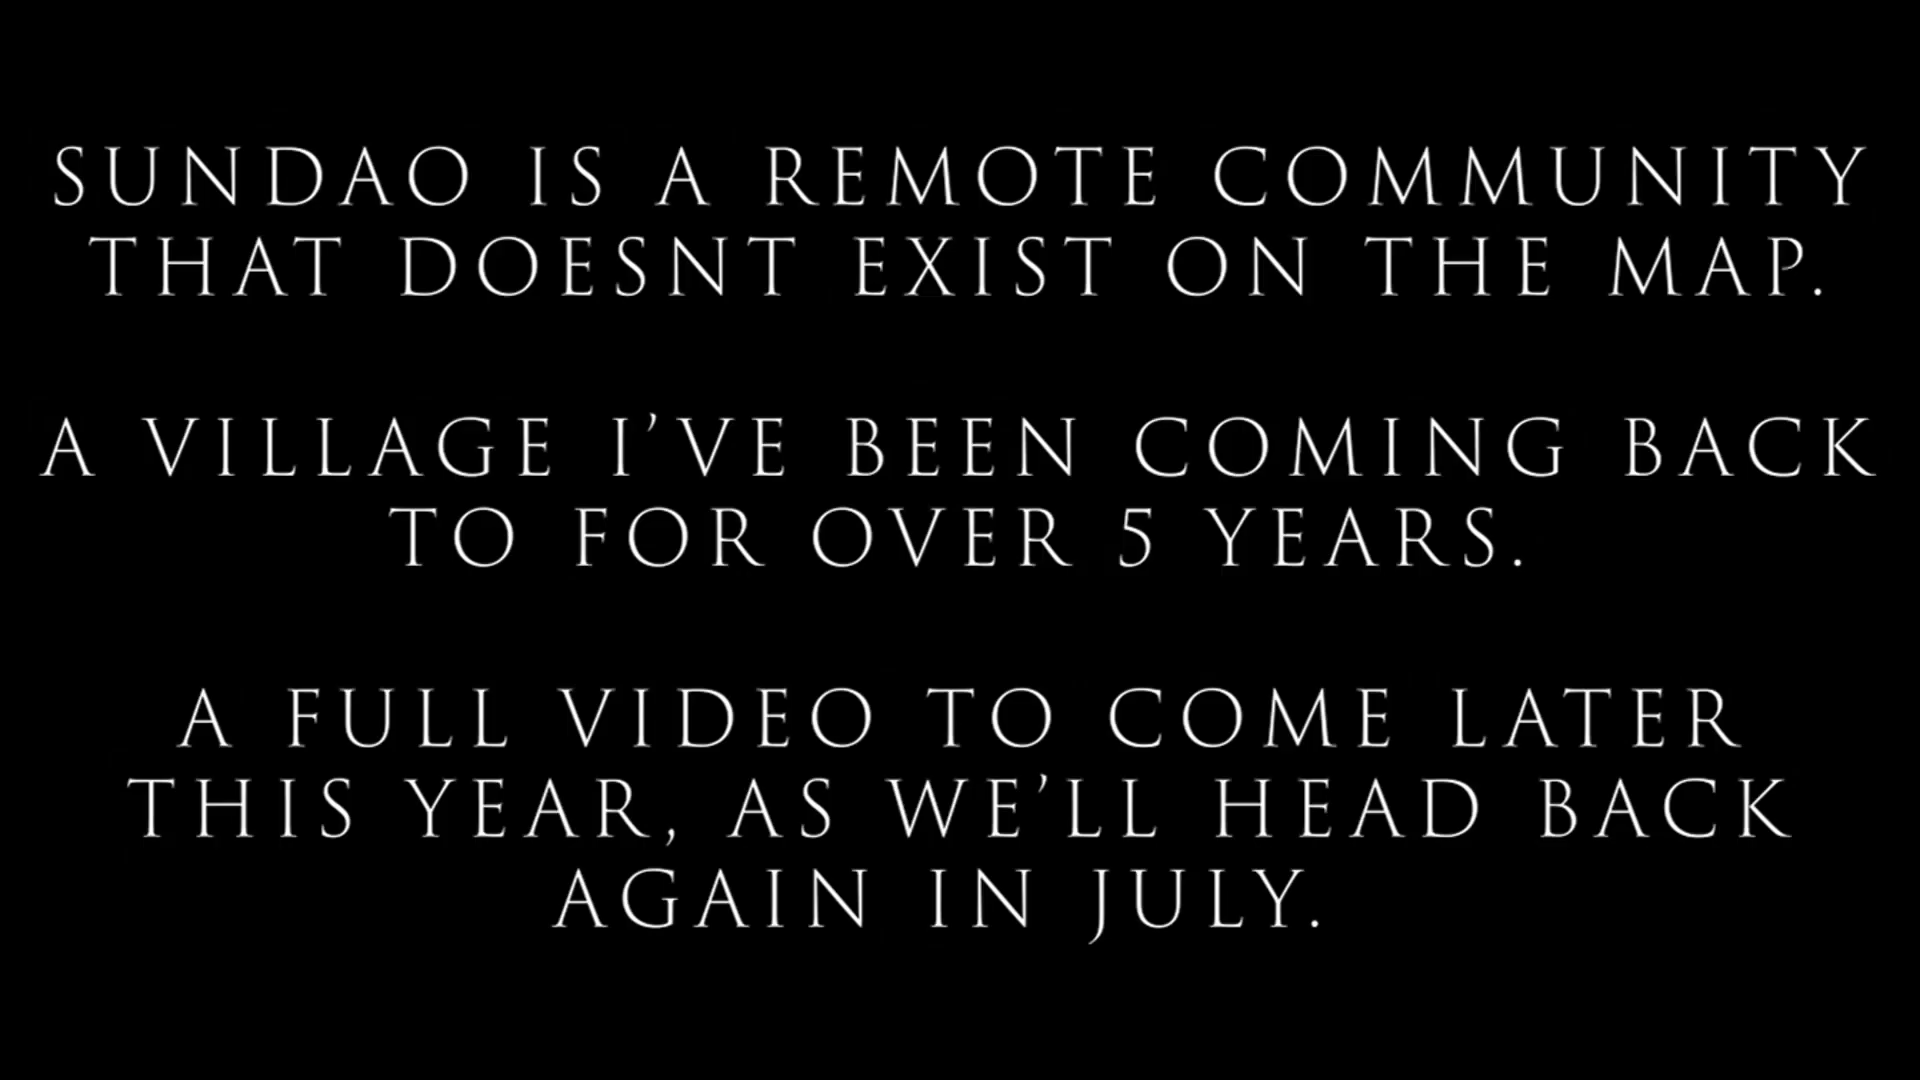 SUNDAO IS A REMOTE COMMUNITY
THAT DOESNT EXIST ON THE MAP.
A VILLAGE I’VE BEEN COMING BACK
TO FOR OVER 5 YEARS.
A FULL VIDEO TO COME LATER
THIS YEAR, AS WE’LL HEAD BACK
AGAIN IN JULY.